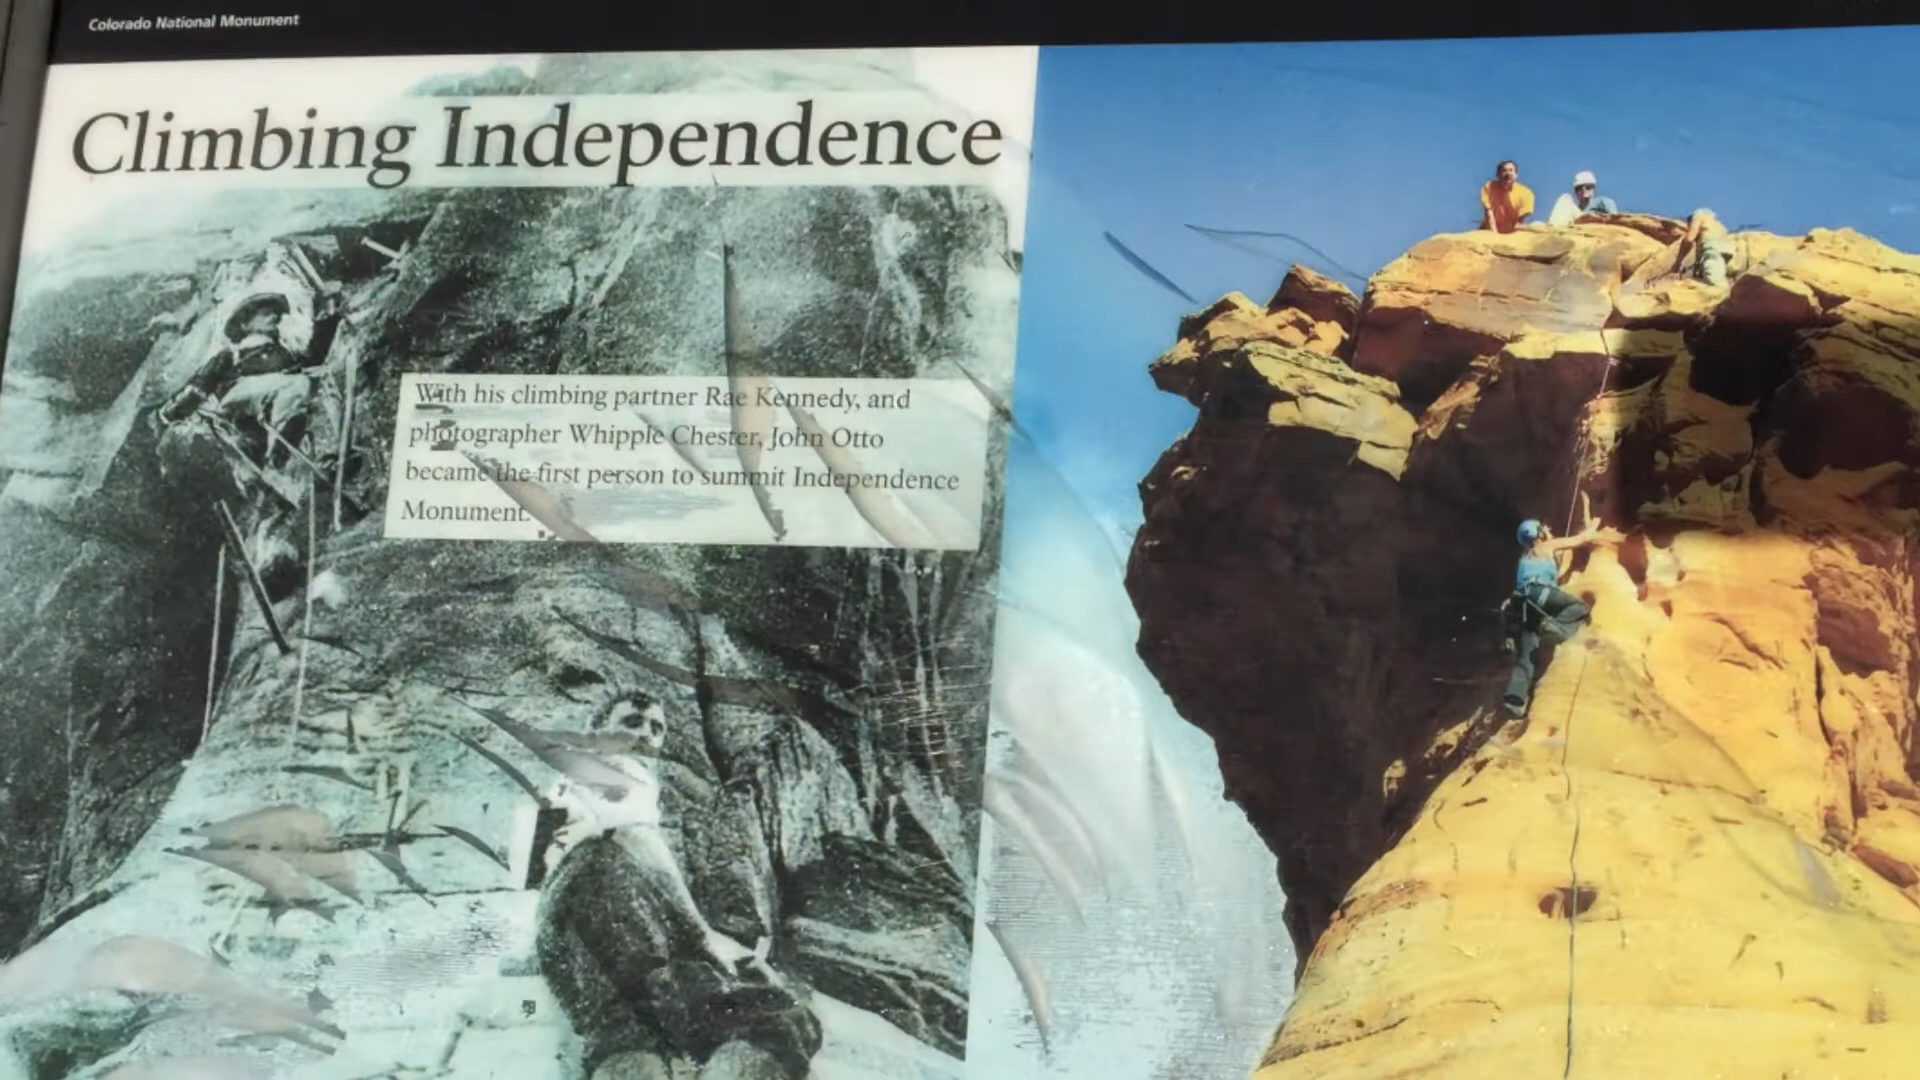 Colorado National Monument
Climbing Independence
With his climbing partner Rae Kennedy, and
photographer Whipple Chester, John Otto
became the first person to summit Independence
Monument.